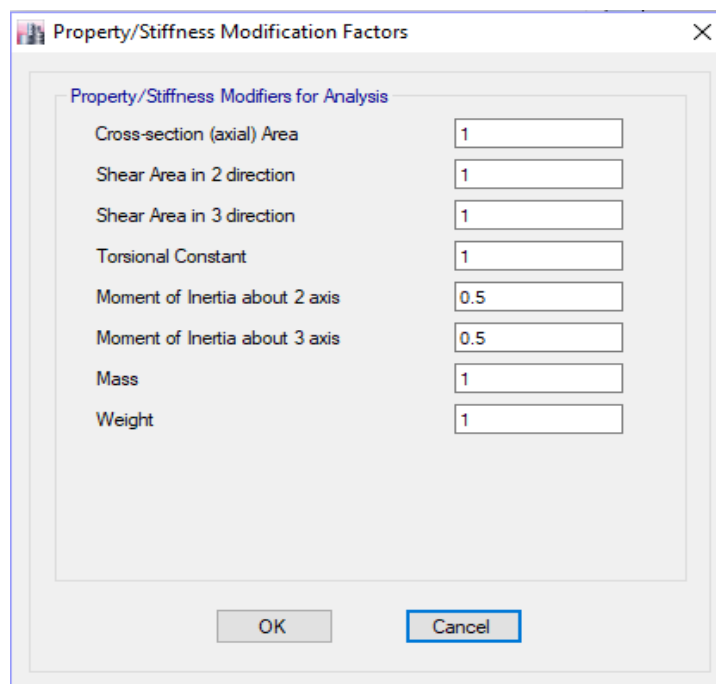 Property/Stiffness Modification Factors
Property/Stiffness Modifiers for Analysis
Cross-section (axial) Area 1
Shear Area in 2 direction 1
Shear Area in 3 direction 1
Torsional Constant 1
Moment of Inertia about 2 axis 0.5
Moment of Inertia about 3 axis 0.5
Mass 1
Weight 1
OK Cancel